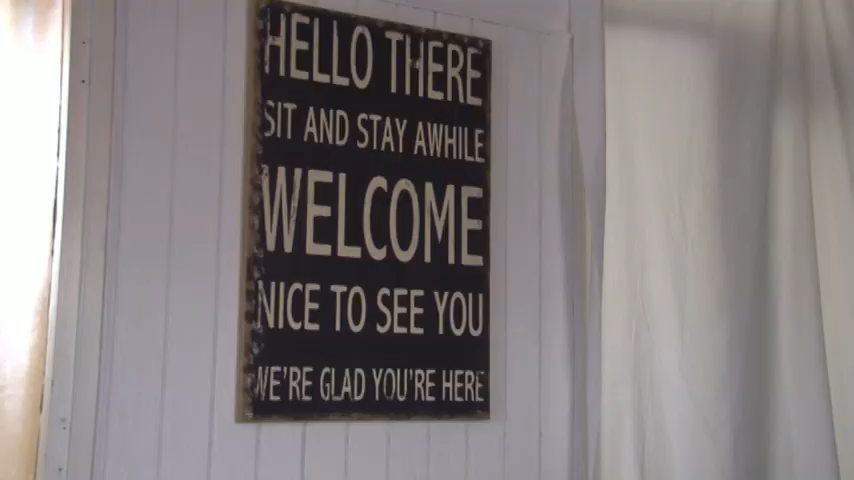 HELLO THERE
SIT AND STAY AWHILE
WELCOME
NICE TO SEE YOU
WE'RE GLAD YOU'RE HERE